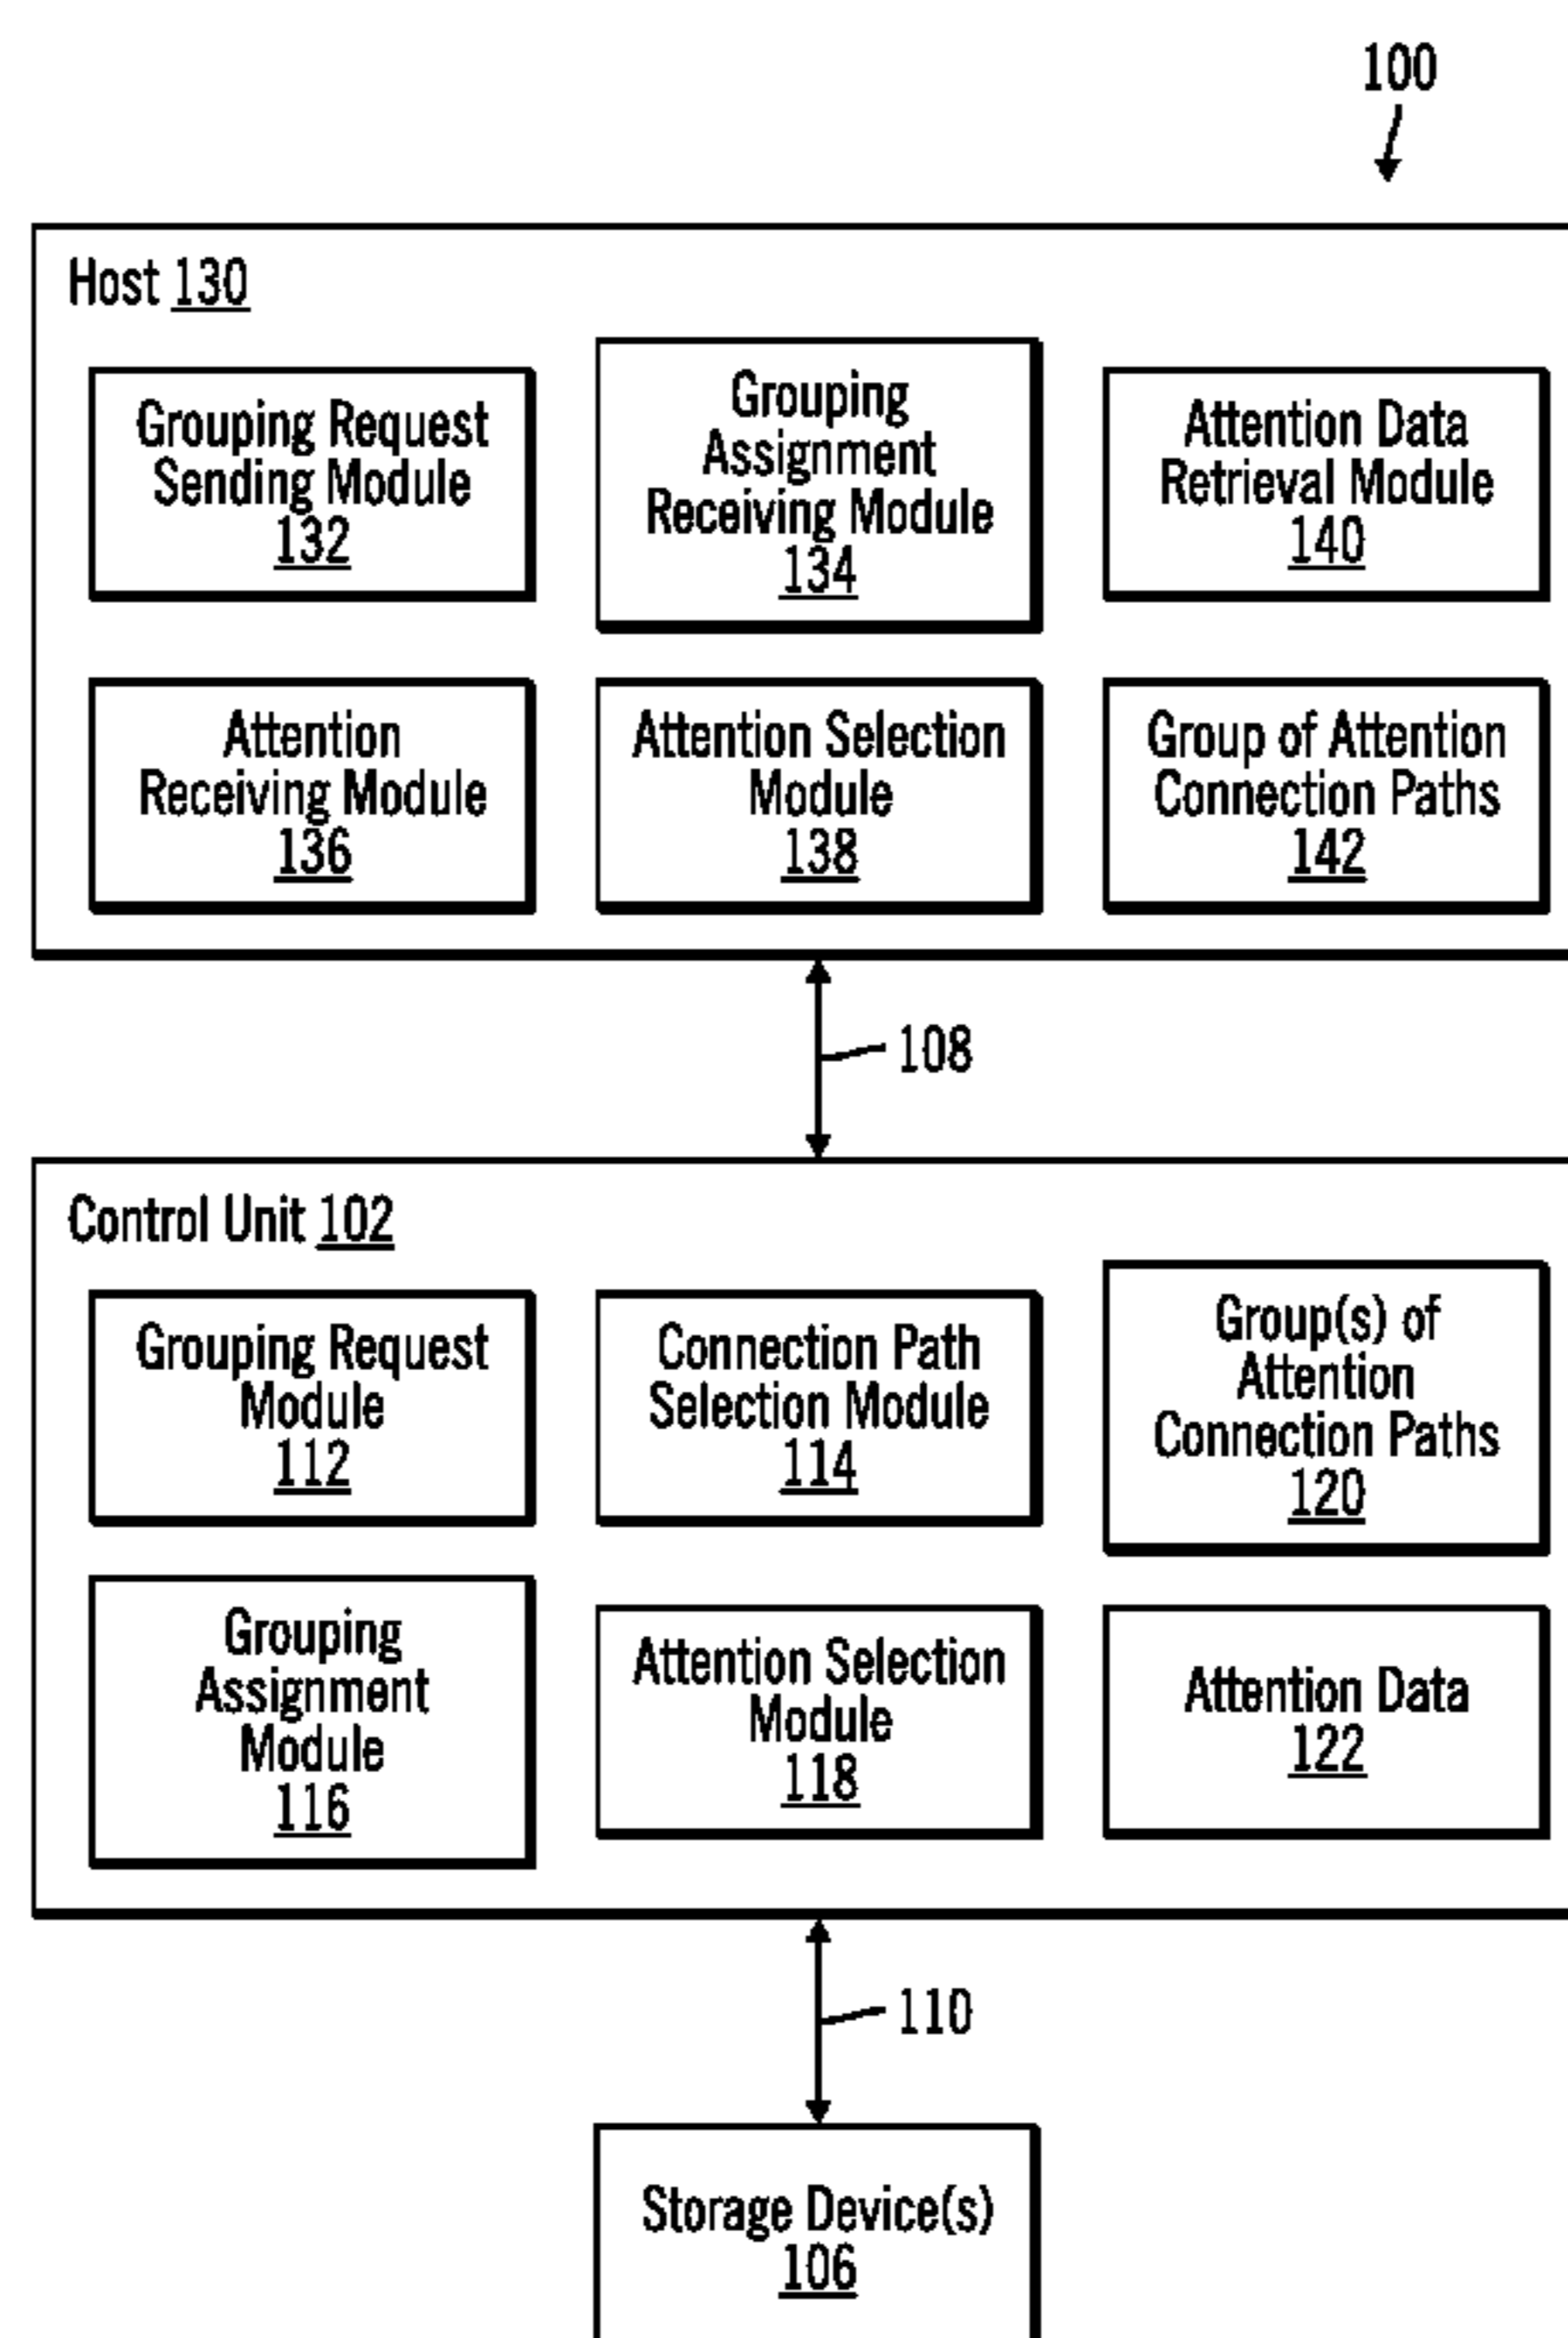 100
Host 130
Grouping Request
Sending Module
132
Grouping
Assignment
Receiving Module
134
Attention Data
Retrieval Module
140
Attention
Receiving Module
136
Attention Selection
Module
138
Group of Attention
Connection Paths
142
108
Control Unit 102
Grouping Request
Module
112
Connection Path
Selection Module
114
Group(s) of
Attention
Connection Paths
120
Grouping
Assignment
Module
116
Attention Selection
Module
118
Attention Data
122
110
Storage Device(s)
106